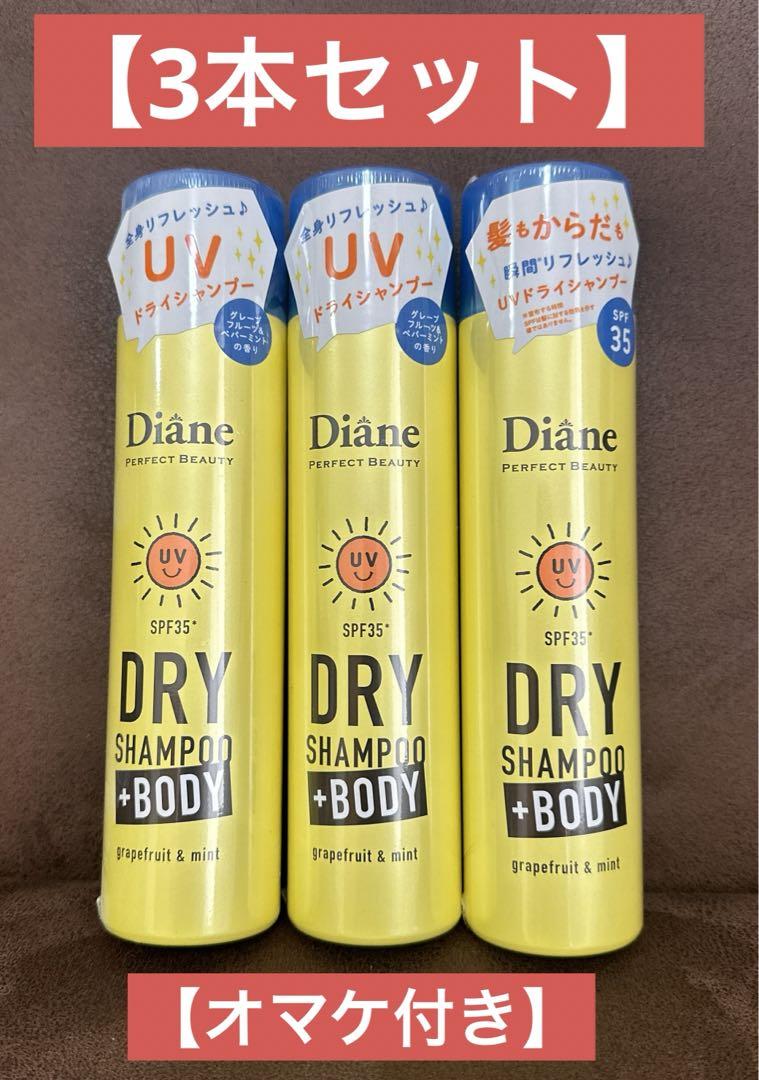 【3本セット】
全身リフレッシュ♪
UV
ドライシャンプー
グレープ
フルーツ&
ペパーミント
の香り
Diane
PERFECT BEAUTY
UV
SPF35*
DRY
SHAMPOO
+BODY
grapefruit & mint
全身リフレッシュ♪
UV
ドライシャンプー
グレープ
フルーツ&
ペパーミント
の香り
Diane
PERFECT BEAUTY
UV
SPF35*
DRY
SHAMPOO
+BODY
grapefruit & mint
髪もからだも
瞬間*リフレッシュ♪
UVドライシャンプー
SPF
35
Diane
PERFECT BEAUTY
UV
SPF35*
DRY
SHAMPOO
+BODY
grapefruit & mint
【オマケ付き】